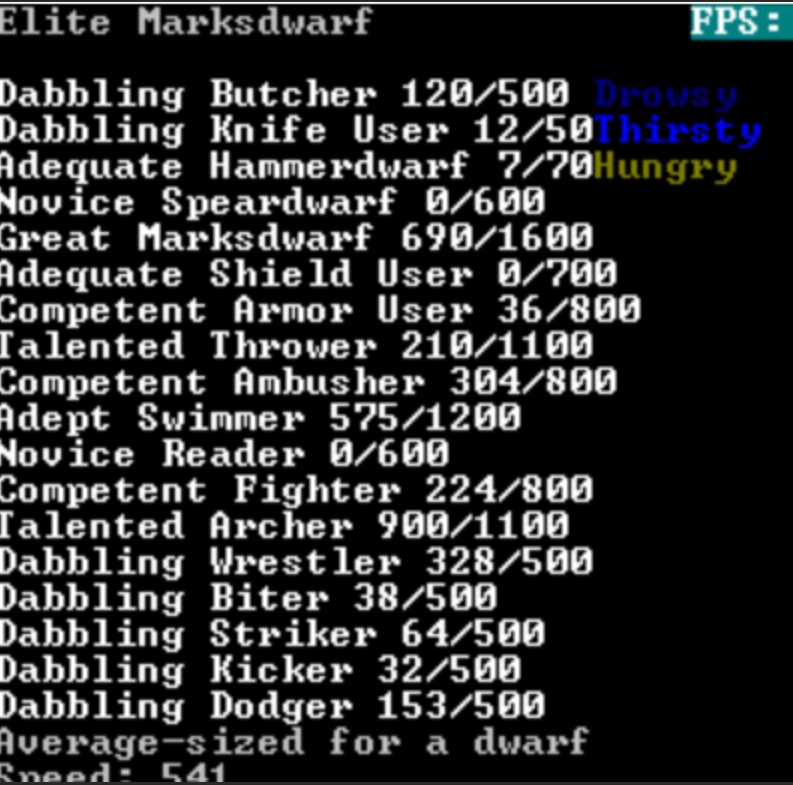 Elite Marksdwarf FPS:
Dabbling Butcher 120/500 Drowsy
Dabbling Knife User 12/50Thirsty
Adequate Hammerdwarf 7/70Hungry
Novice Speardwarf 0/600
Great Marksdwarf 690/1600
Adequate Shield User 0/700
Competent Armor User 36/800
Talented Thrower 210/1100
Competent Ambusher 304/800
Adept Swimmer 575/1200
Novice Reader 0/600
Competent Fighter 224/800
Talented Archer 900/1100
Dabbling Wrestler 328/500
Dabbling Biter 38/500
Dabbling Striker 64/500
Dabbling Kicker 32/500
Dabbling Dodger 153/500
Average-sized for a dwarf
Speed: 541